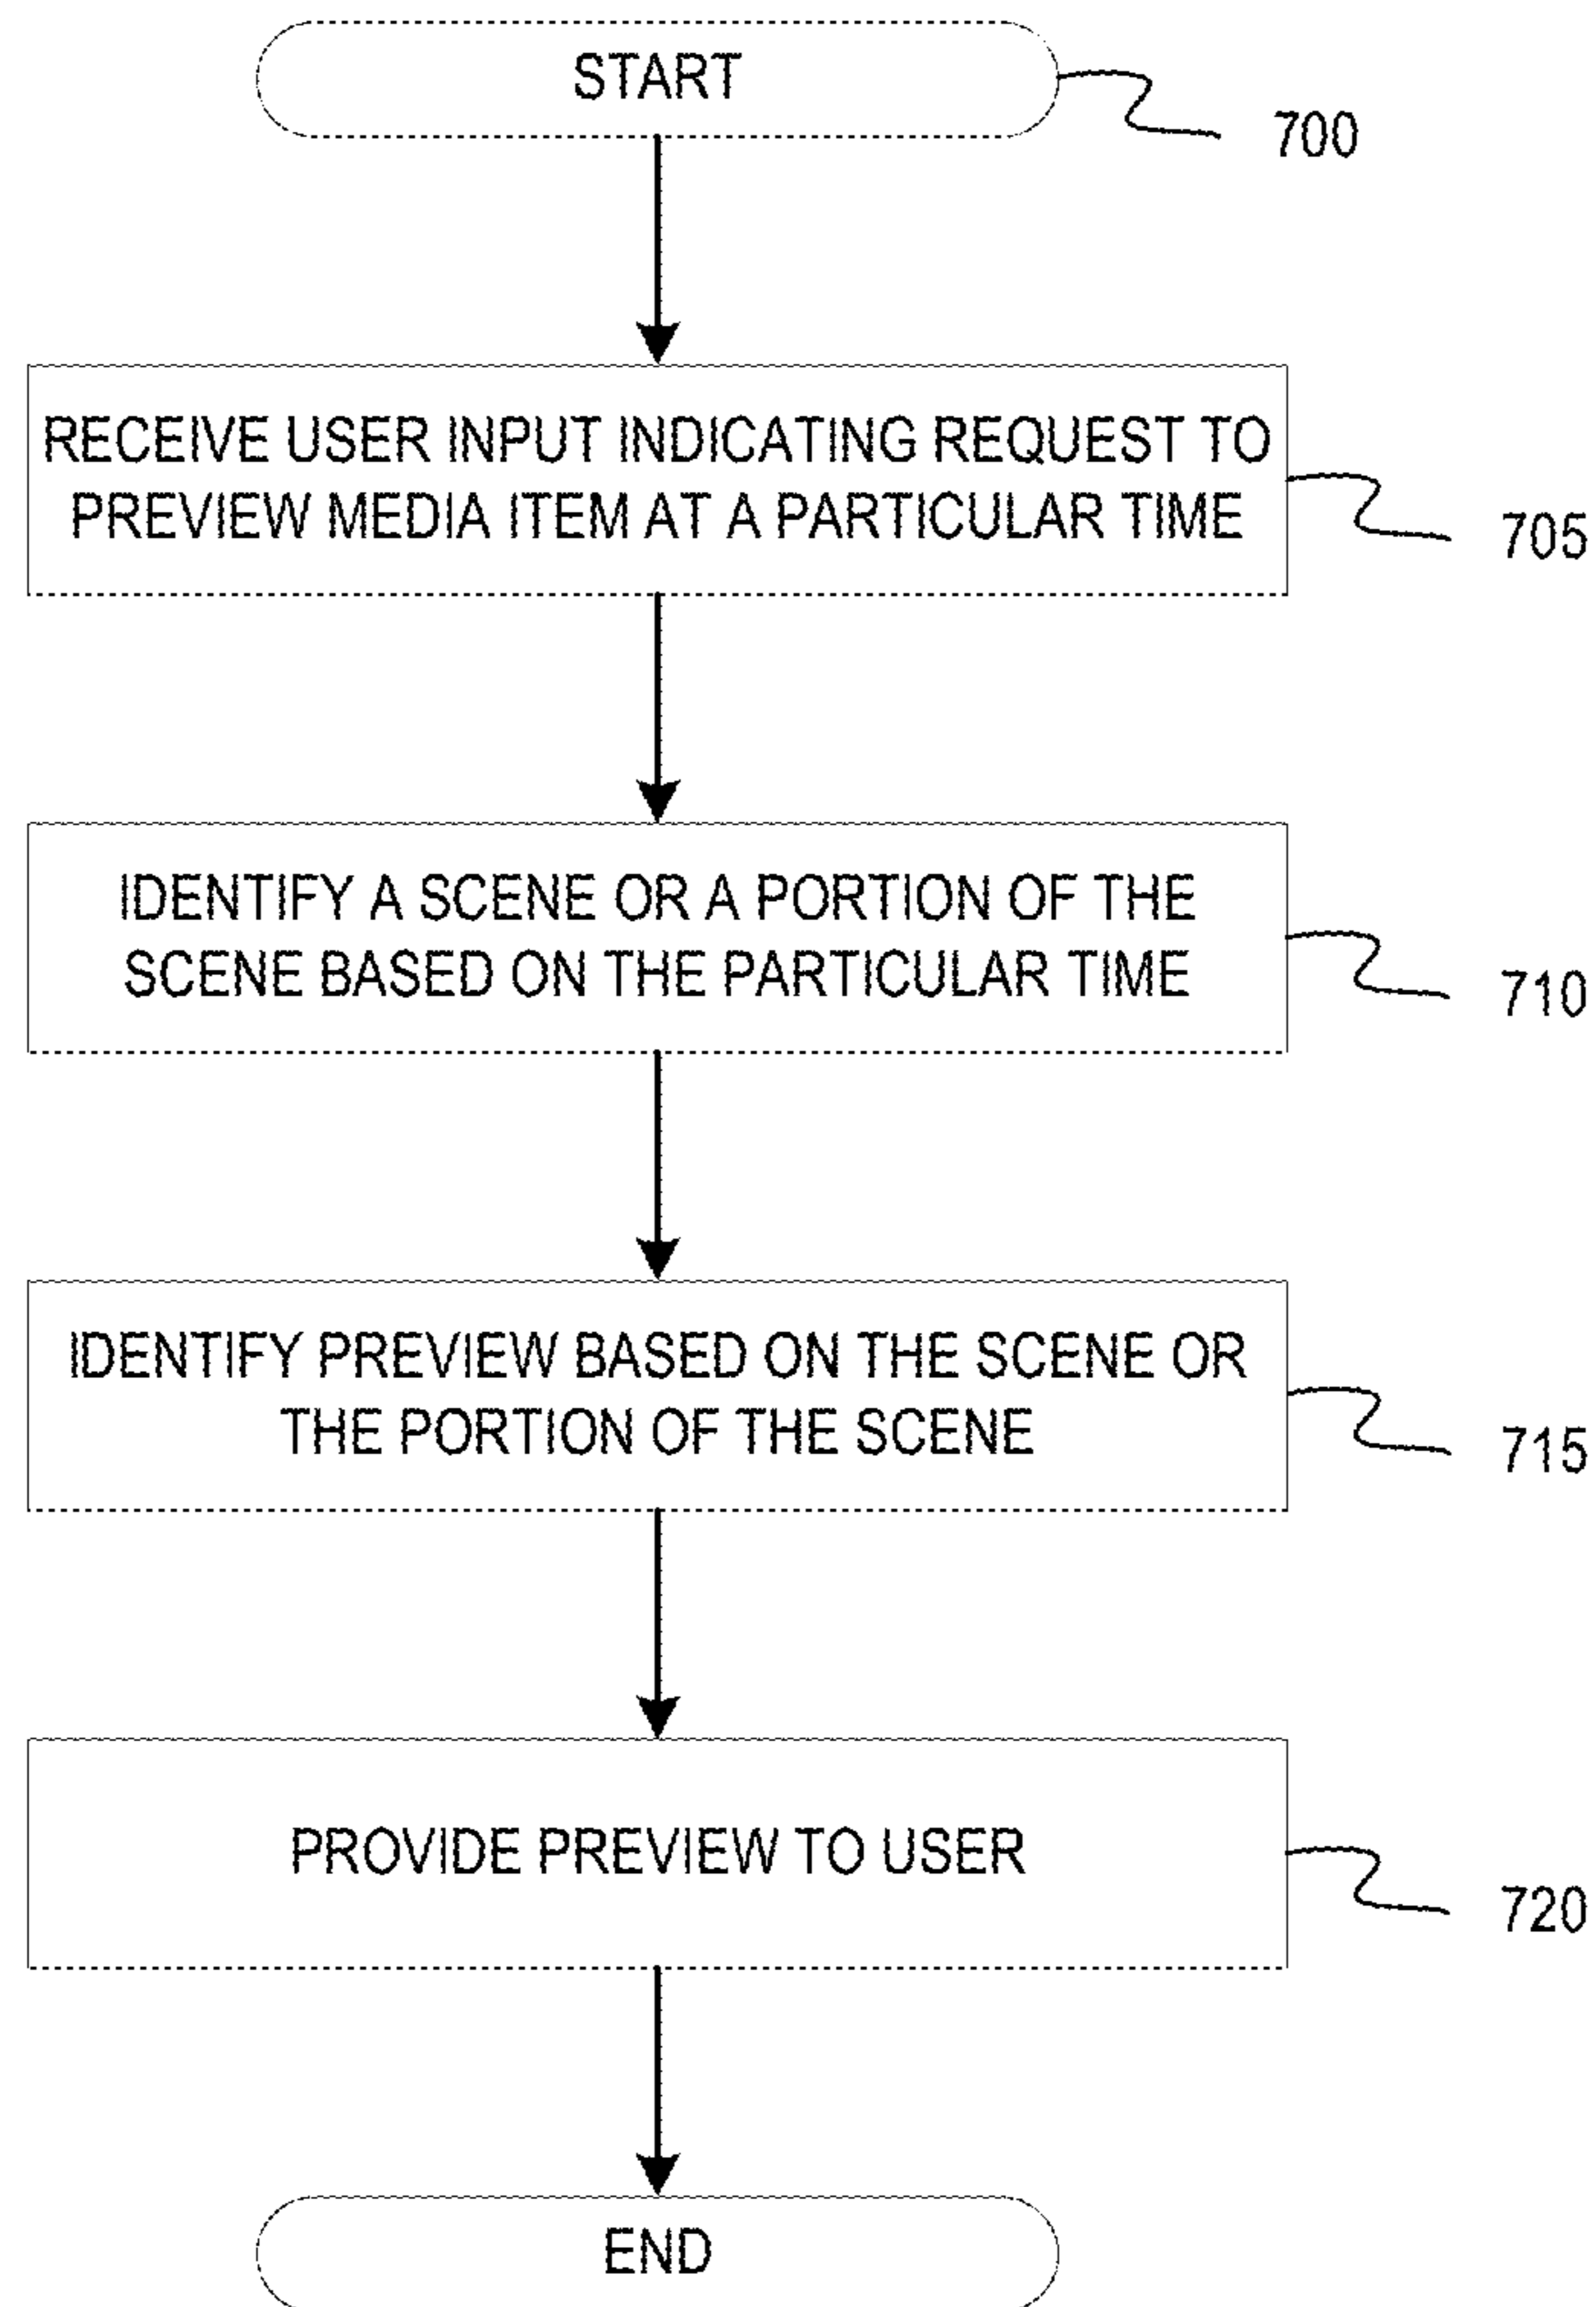 START
700
RECEIVE USER INPUT INDICATING REQUEST TO
PREVIEW MEDIA ITEM AT A PARTICULAR TIME
705
IDENTIFY A SCENE OR A PORTION OF THE
SCENE BASED ON THE PARTICULAR TIME
710
IDENTIFY PREVIEW BASED ON THE SCENE OR
THE PORTION OF THE SCENE
715
PROVIDE PREVIEW TO USER
720
END